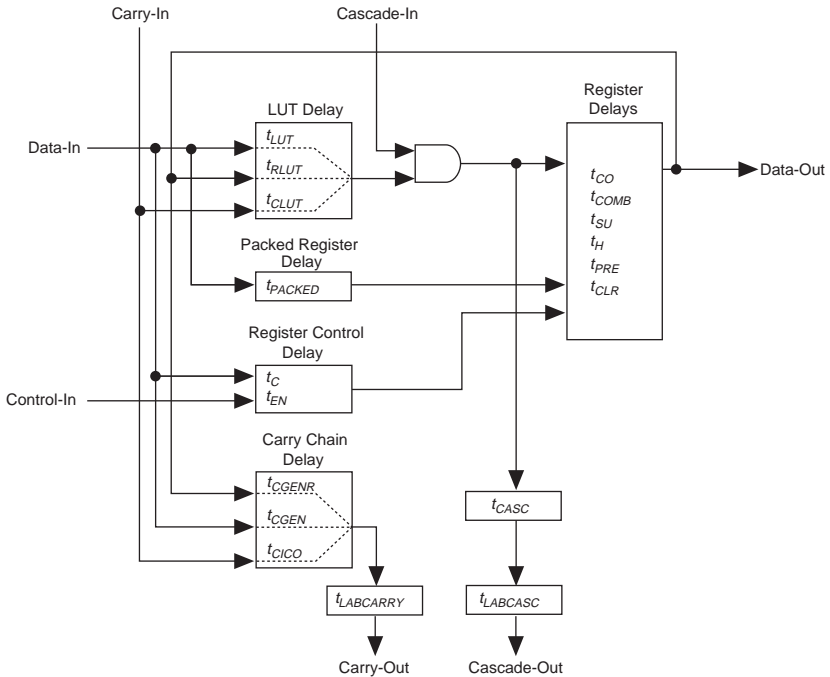 Carry-In
Cascade-In
LUT Delay
Register
Delays
Data-In
tLUT
tRLUT
tCLUT
tCO
tCOMB
tSU
tH
tPRE
tCLR
Data-Out
Packed Register
Delay
tPACKED
Register Control
Delay
tC
tEN
Control-In
Carry Chain
Delay
tCGENR
tCGEN
tCICO
tCASC
tLABCARRY
tLABCASC
Carry-Out
Cascade-Out